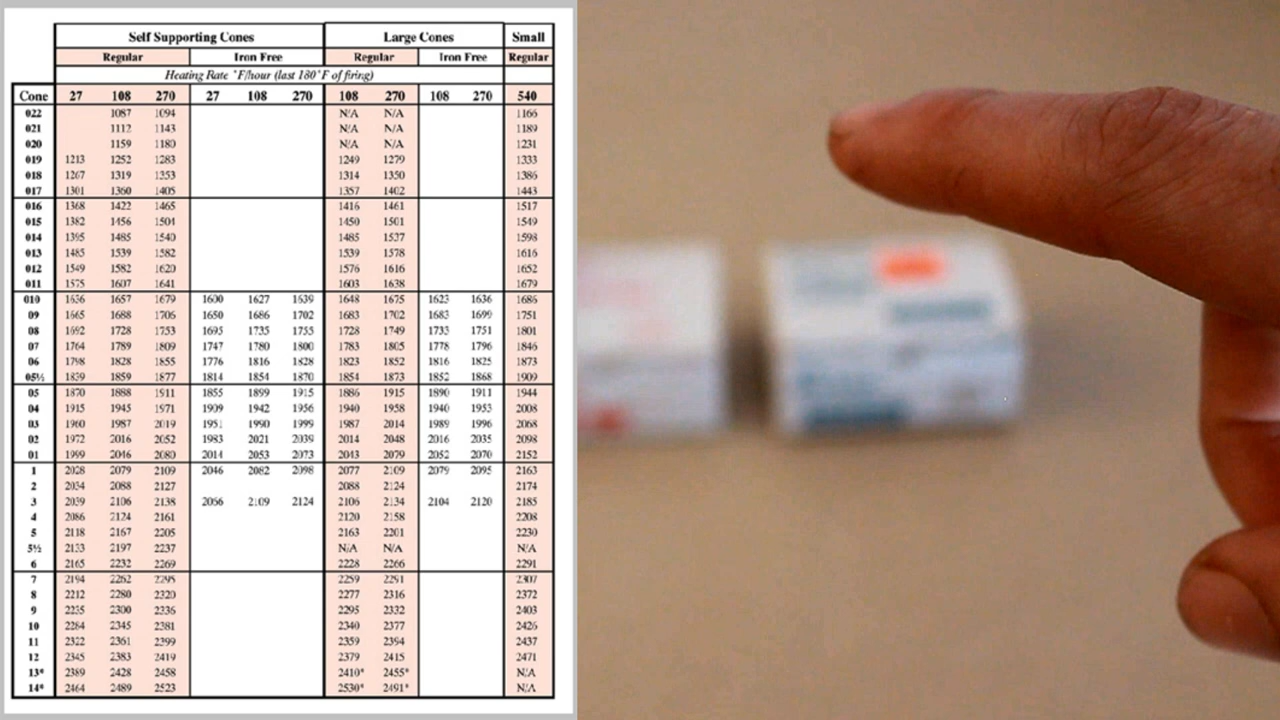 Self Supporting Cones Large Cones Small
Regular Iron Free Regular Iron Free Regular
Heating Rate °F/hour (last 180°F of firing)
Cone 27 108 270 27 108 270 108 270 108 270 540
022 1087 1094 N/A N/A 1166
021 1112 1143 N/A N/A 1189
020 1159 1180 N/A N/A 1231
019 1213 1252 1283 1249 1279 1333
018 1267 1319 1353 1314 1350 1386
017 1301 1360 1405 1357 1402 1443
016 1368 1422 1465 1416 1461 1517
015 1382 1456 1504 1450 1501 1549
014 1395 1485 1540 1485 1537 1598
013 1485 1539 1582 1539 1578 1616
012 1549 1582 1620 1576 1616 1652
011 1575 1607 1641 1603 1638 1679
010 1636 1657 1679 1600 1627 1639 1648 1675 1623 1636 1686
09 1665 1688 1706 1650 1686 1702 1683 1702 1683 1699 1751
08 1692 1728 1753 1695 1735 1755 1728 1749 1735 1751 1801
07 1764 1789 1809 1747 1780 1800 1783 1805 1778 1796 1846
06 1798 1828 1855 1776 1816 1828 1823 1852 1816 1825 1873
05½ 1839 1859 1877 1814 1854 1870 1854 1873 1852 1868 1909
05 1870 1888 1911 1855 1899 1915 1886 1915 1890 1911 1944
04 1915 1945 1971 1909 1942 1956 1940 1958 1940 1953 2008
03 1960 1987 2019 1951 1990 1999 1987 2014 1989 1996 2068
02 1972 2016 2052 1983 2021 2039 2014 2048 2016 2035 2098
01 1999 2046 2080 2014 2053 2073 2043 2079 2052 2070 2152
1 2028 2079 2109 2046 2082 2098 2077 2109 2079 2095 2163
2 2034 2088 2127 2088 2124 2174
3 2039 2106 2138 2066 2109 2124 2106 2134 2104 2120 2185
4 2086 2124 2161 2120 2158 2208
5 2118 2167 2205 2163 2201 2230
5½ 2133 2197 2237 N/A N/A N/A
6 2165 2232 2269 2228 2266 2291
7 2194 2262 2295 2259 2291 2307
8 2212 2280 2320 2277 2316 2372
9 2235 2300 2336 2295 2332 2403
10 2284 2345 2381 2340 2377 2426
11 2322 2361 2399 2359 2394 2437
12 2345 2383 2419 2379 2415 2471
13* 2389 2428 2458 2410* 2455* N/A
14* 2464 2489 2523 2530* 2491* N/A